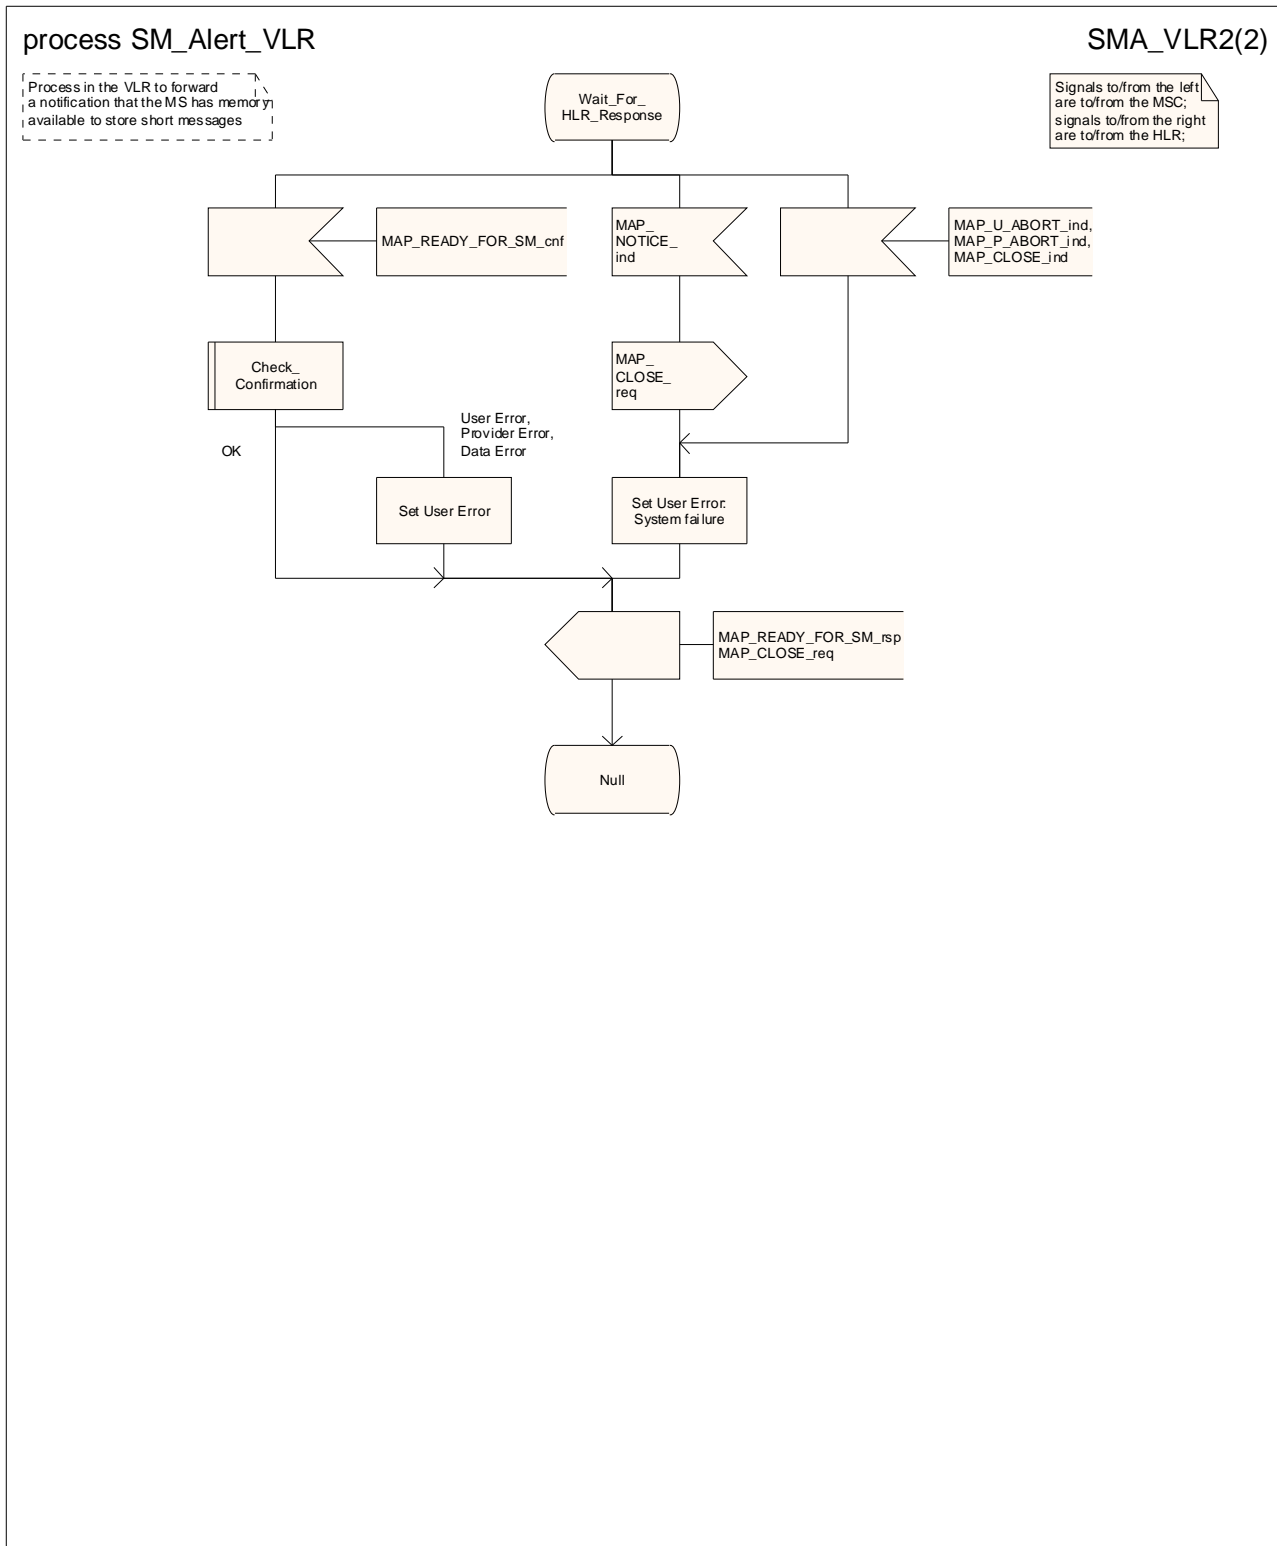 process SM_Alert_VLR
SMA_VLR2(2)
Process in the VLR to forward
a notification that the MS has memory
available to store short messages
Wait_For_
HLR_Response
Signals to/from the left
are to/from the MSC;
signals to/from the right
are to/from the HLR;
MAP_READY_FOR_SM_cnf
MAP_
NOTICE_
ind
MAP_U_ABORT_ind,
MAP_P_ABORT_ind,
MAP_CLOSE_ind
Check_
Confirmation
MAP_
CLOSE_
req
OK
User Error,
Provider Error,
Data Error
Set User Error
Set User Error:
System failure
MAP_READY_FOR_SM_rsp
MAP_CLOSE_req
Null